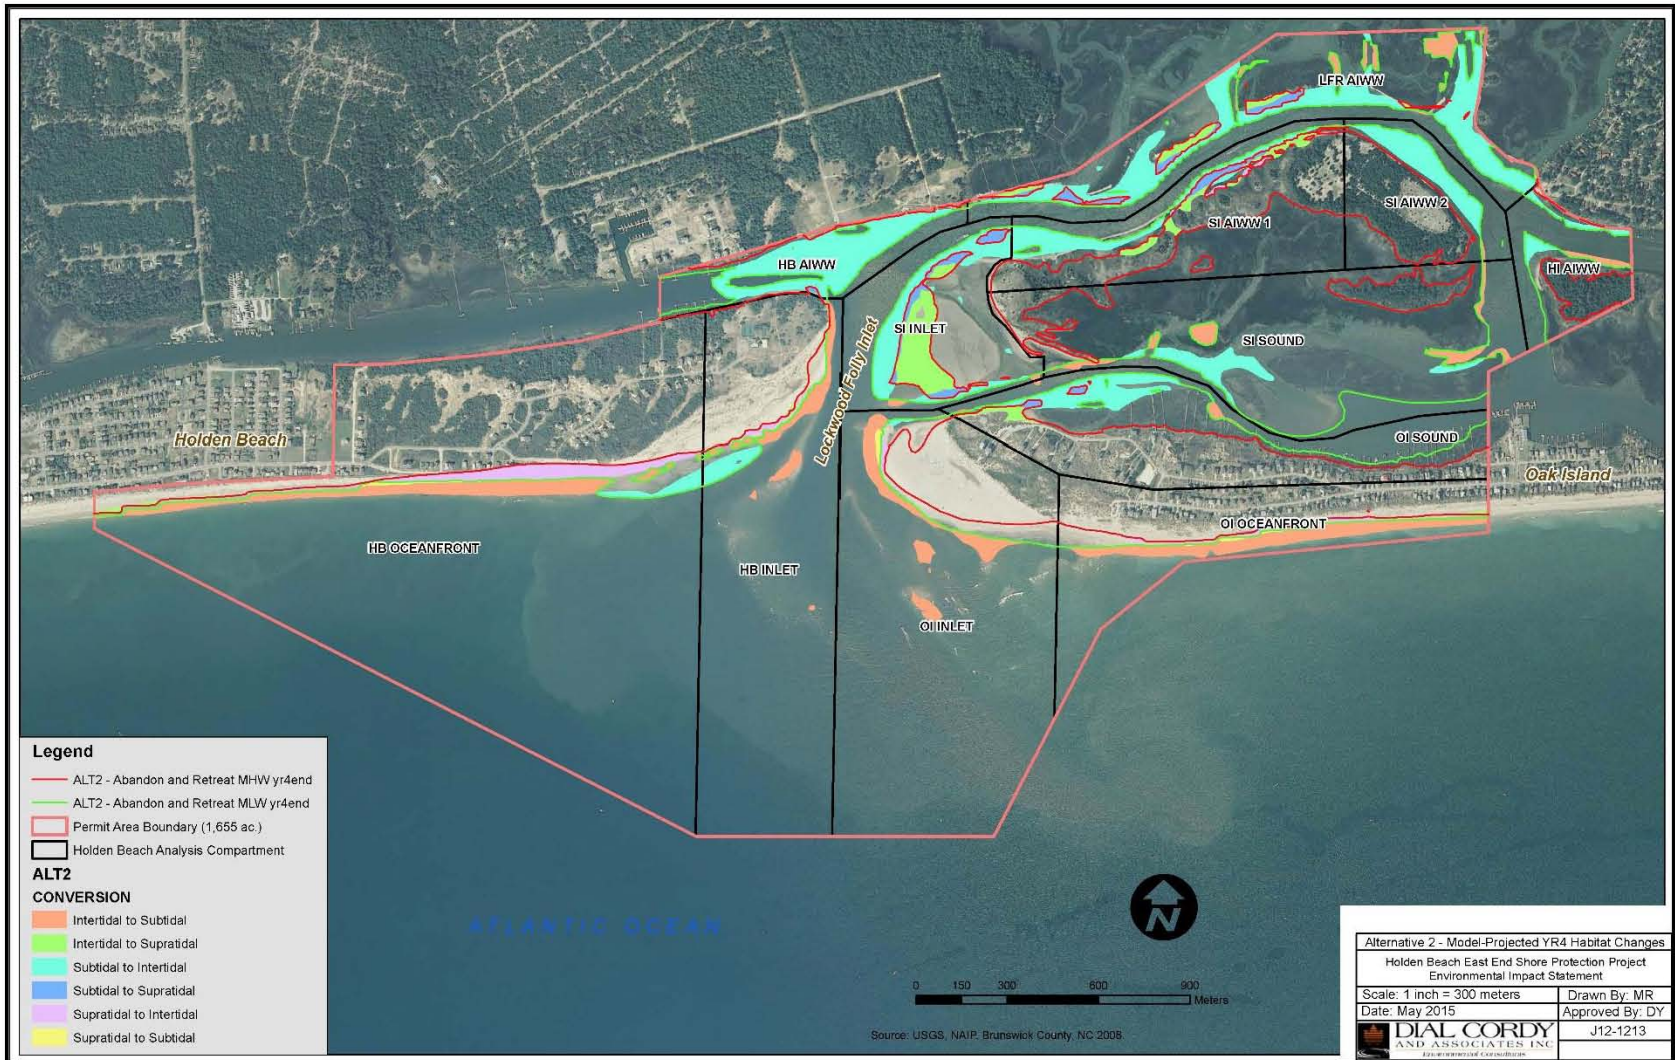 LFR AIWW
SI AIWW 2
SI AIWW 1
HB AIWW
HI AIWW
SI INLET
SI SOUND
Lockwood Folly Inlet
Holden Beach
OI SOUND
Oak Island
OI OCEANFRONT
HB OCEANFRONT
HB INLET
OI INLET
Legend
ALT2 - Abandon and Retreat MHW yr4end
ALT2 - Abandon and Retreat MLW yr4end
Permit Area Boundary (1,655 ac.)
Holden Beach Analysis Compartment
ALT2
CONVERSION
Intertidal to Subtidal
Intertidal to Supratidal
Subtidal to Intertidal
Subtidal to Supratidal
Supratidal to Intertidal
Supratidal to Subtidal
ATLANTIC OCEAN
N
0 150 300 600 900
Meters
Source: USGS, NAIP, Brunswick County, NC 2008
Alternative 2 - Model-Projected YR4 Habitat Changes
Holden Beach East End Shore Protection Project
Environmental Impact Statement
Scale: 1 inch = 300 meters
Drawn By: MR
Date: May 2015
Approved By: DY
DIAL CORDY
AND ASSOCIATES INC
Environmental Consultants
J12-1213